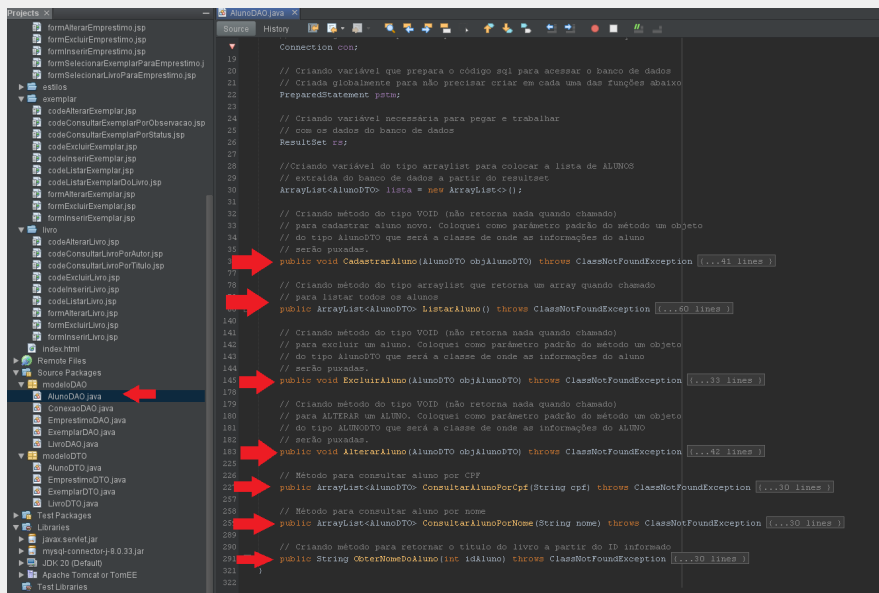 Projects
formAlterarEmprestimo.jsp
formExcluirEmprestimo.jsp
formInserirEmprestimo.jsp
formSelecionarExemplarParaEmprestimo.j
formSelecionarLivroParaEmprestimo.jsp
estilos
exemplar
codeAlterarExemplar.jsp
codeConsultarExemplarPorObservacao.jsp
codeConsultarExemplarPorStatus.jsp
codeExcluirExemplar.jsp
codeInserirExemplar.jsp
codeListarExemplar.jsp
codeListarExemplarDoLivro.jsp
formAlterarExemplar.jsp
formExcluirExemplar.jsp
formInserirExemplar.jsp
livro
codeAlterarLivro.jsp
codeConsultarLivroPorAutor.jsp
codeConsultarLivroPorTitulo.jsp
codeExcluirLivro.jsp
codeInserirLivro.jsp
codeListarLivro.jsp
formAlterarLivro.jsp
formExcluirLivro.jsp
formInserirLivro.jsp
index.html
Remote Files
Source Packages
modeloDAO
AlunoDAO.java
ConexaoDAO.java
EmprestimoDAO.java
ExemplarDAO.java
LivroDAO.java
modeloDTO
AlunoDTO.java
EmprestimoDTO.java
ExemplarDTO.java
LivroDTO.java
Test Packages
Libraries
javax.servlet.jar
mysql-connector-j-8.0.33.jar
JDK 20 (Default)
Apache Tomcat or TomEE
Test Libraries
AlunoDAO.java
Source History
Connection con;
19
20 // Criando variável que prepara o código sql para acessar o banco de dados
21 // Criada globalmente para não precisar criar em cada uma das funções abaixo
22 PreparedStatement pstm;
23
24 // Criando variável necessária para pegar e trabalhar
25 // com os dados do banco de dados
26 ResultSet rs;
27
28 //Criando variável do tipo arraylist para colocar a lista de ALUNOS
29 // extraída do banco de dados a partir do resultset
30 ArrayList<AlunoDTO> lista = new ArrayList<>();
31
32 // Criando método do tipo VOID (não retorna nada quando chamado)
33 // para cadastrar aluno novo. Coloquei como parâmetro padrão do método um objeto
34 // do tipo AlunoDTO que será a classe de onde as informações do aluno
35 // serão puxadas.
public void CadastrarAluno(AlunoDTO objAlunoDTO) throws ClassNotFoundException {...41 lines }
77
78 // Criando método do tipo arraylist que retorna um array quando chamado
// para listar todos os alunos
public ArrayList<AlunoDTO> ListarAluno() throws ClassNotFoundException {...60 lines }
140
141 // Criando método do tipo VOID (não retorna nada quando chamado)
142 // para excluir um aluno. Coloquei como parâmetro padrão do método um objeto
143 // do tipo AlunoDTO que será a classe de onde as informações do aluno
144 // serão puxadas.
145 public void ExcluirAluno(AlunoDTO objAlunoDTO) throws ClassNotFoundException {...33 lines }
178
179 // Criando método do tipo VOID (não retorna nada quando chamado)
180 // para ALTERAR um ALUNO. Coloquei como parâmetro padrão do método um objeto
181 // do tipo ALUNODTO que será a classe de onde as informações do ALUNO
182 // serão puxadas.
183 public void AlterarAluno(AlunoDTO objAlunoDTO) throws ClassNotFoundException {...42 lines }
225
226 // Método para consultar aluno por CPF
227 public ArrayList<AlunoDTO> ConsultarAlunoPorCpf(String cpf) throws ClassNotFoundException {...30 lines }
257
258 // Método para consultar aluno por nome
259 public ArrayList<AlunoDTO> ConsultarAlunoPorNome(String nome) throws ClassNotFoundException {...30 lines }
289
290 // Criando método para retornar o título do livro a partir do ID informado
291 public String ObterNomeDoAluno(int idAluno) throws ClassNotFoundException {...30 lines }
321 }
322